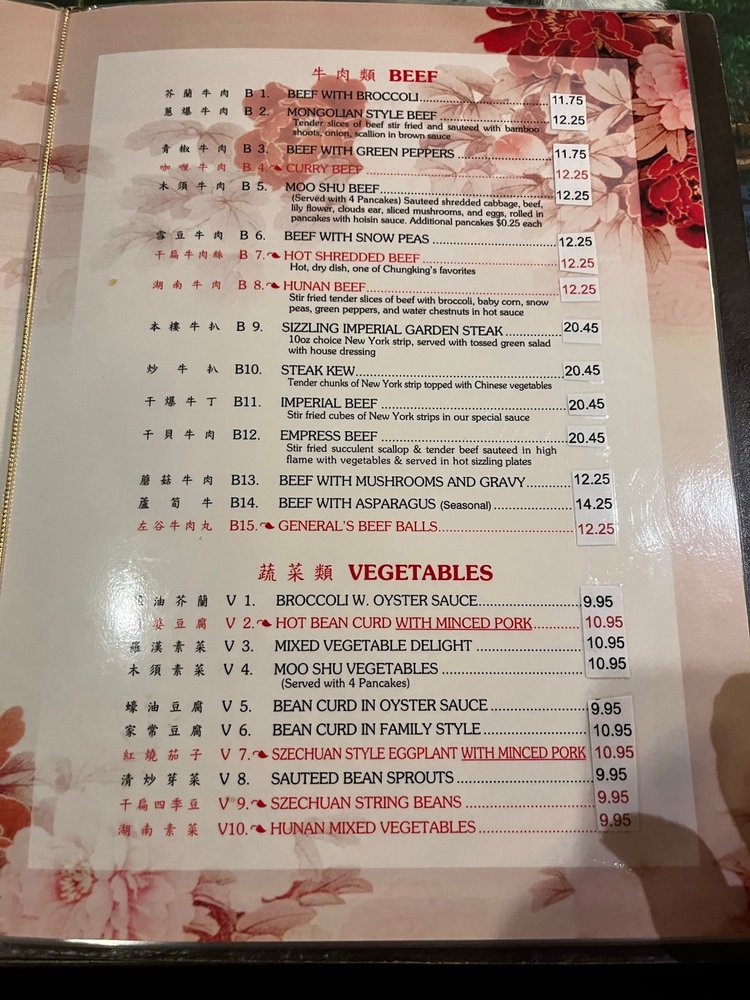 牛肉類 BEEF
芥蘭牛肉 B 1. BEEF WITH BROCCOLI 11.75
蔥爆牛肉 B 2. MONGOLIAN STYLE BEEF 12.25
Tender slices of beef stir fried and sauteed with bamboo
shoots, onion, scallion in brown sauce
青椒牛肉 B 3. BEEF WITH GREEN PEPPERS 11.75
咖喱牛肉 B 4. CURRY BEEF 12.25
木須牛肉 B 5. MOO SHU BEEF 12.25
(Served with 4 Pancakes) Sauteed shredded cabbage, beef,
lily flower, clouds ear, sliced mushrooms, and eggs, rolled in
pancakes with hoisin sauce. Additional pancakes $0.25 each
雪豆牛肉 B 6. BEEF WITH SNOW PEAS 12.25
干扁牛肉絲 B 7. HOT SHREDDED BEEF 12.25
Hot, dry dish, one of Chungking's favorites
湖南牛肉 B 8. HUNAN BEEF 12.25
Stir fried tender slices of beef with broccoli, baby corn, snow
peas, green peppers, and water chestnuts in hot sauce
本樓牛扒 B 9. SIZZLING IMPERIAL GARDEN STEAK 20.45
10oz choice New York strip, served with tossed green salad
with house dressing
炒牛扒 B10. STEAK KEW 20.45
Tender chunks of New York strip topped with Chinese vegetables
干爆牛丁 B11. IMPERIAL BEEF 20.45
Stir fried cubes of New York strips in our special sauce
干貝牛肉 B12. EMPRESS BEEF 20.45
Stir fried succulent scallop & tender beef sauteed in high
flame with vegetables & served in hot sizzling plates
蘑菇牛肉 B13. BEEF WITH MUSHROOMS AND GRAVY 12.25
蘆筍牛 B14. BEEF WITH ASPARAGUS (Seasonal) 14.25
左谷牛肉丸 B15. GENERAL'S BEEF BALLS 12.25
蔬菜類 VEGETABLES
油芥蘭 V 1. BROCCOLI W. OYSTER SAUCE 9.95
婆豆腐 V 2. HOT BEAN CURD WITH MINCED PORK 10.95
羅漢素菜 V 3. MIXED VEGETABLE DELIGHT 10.95
木須素菜 V 4. MOO SHU VEGETABLES 10.95
(Served with 4 Pancakes)
蠔油豆腐 V 5. BEAN CURD IN OYSTER SAUCE 9.95
家常豆腐 V 6. BEAN CURD IN FAMILY STYLE 10.95
紅燒茄子 V 7. SZECHUAN STYLE EGGPLANT WITH MINCED PORK 10.95
清炒芽菜 V 8. SAUTEED BEAN SPROUTS 9.95
干扁四季豆 V 9. SZECHUAN STRING BEANS 9.95
湖南素菜 V10. HUNAN MIXED VEGETABLES 9.95